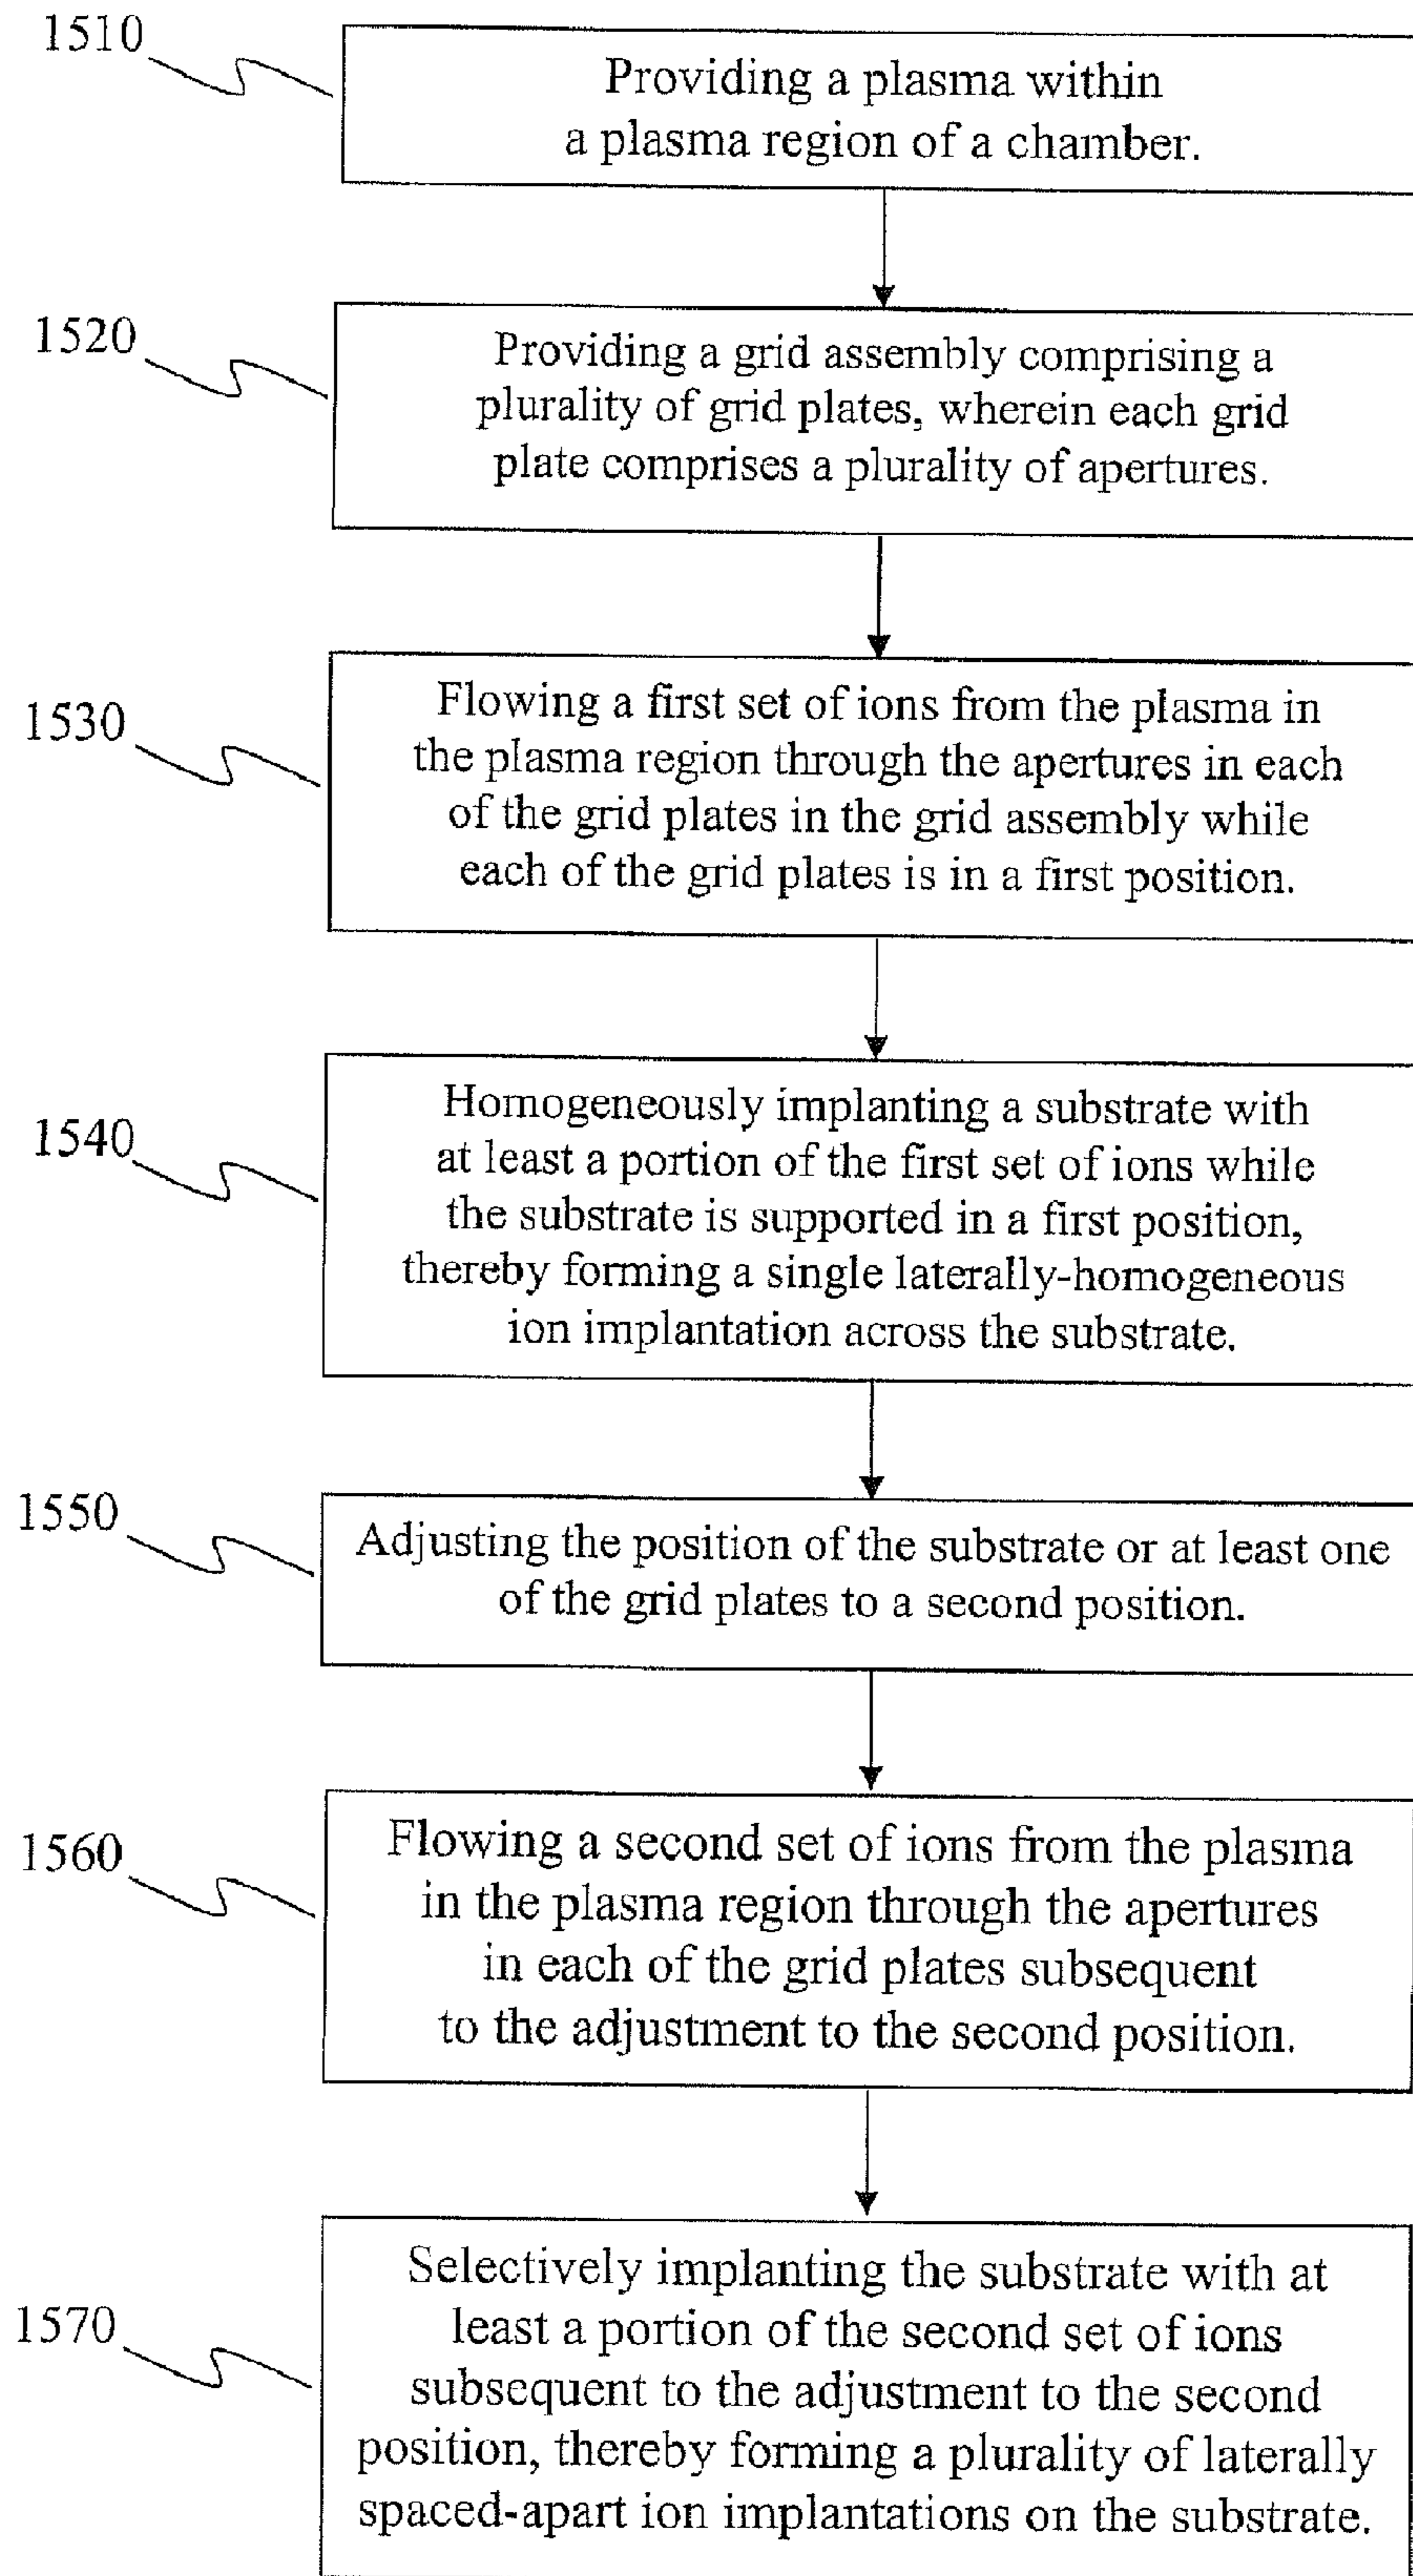 1510
Providing a plasma within
a plasma region of a chamber.
1520
Providing a grid assembly comprising a
plurality of grid plates, wherein each grid
plate comprises a plurality of apertures.
1530
Flowing a first set of ions from the plasma in
the plasma region through the apertures in each
of the grid plates in the grid assembly while
each of the grid plates is in a first position.
1540
Homogeneously implanting a substrate with
at least a portion of the first set of ions while
the substrate is supported in a first position,
thereby forming a single laterally-homogeneous
ion implantation across the substrate.
1550
Adjusting the position of the substrate or at least one
of the grid plates to a second position.
1560
Flowing a second set of ions from the plasma
in the plasma region through the apertures
in each of the grid plates subsequent
to the adjustment to the second position.
1570
Selectively implanting the substrate with at
least a portion of the second set of ions
subsequent to the adjustment to the second
position, thereby forming a plurality of laterally
spaced-apart ion implantations on the substrate.